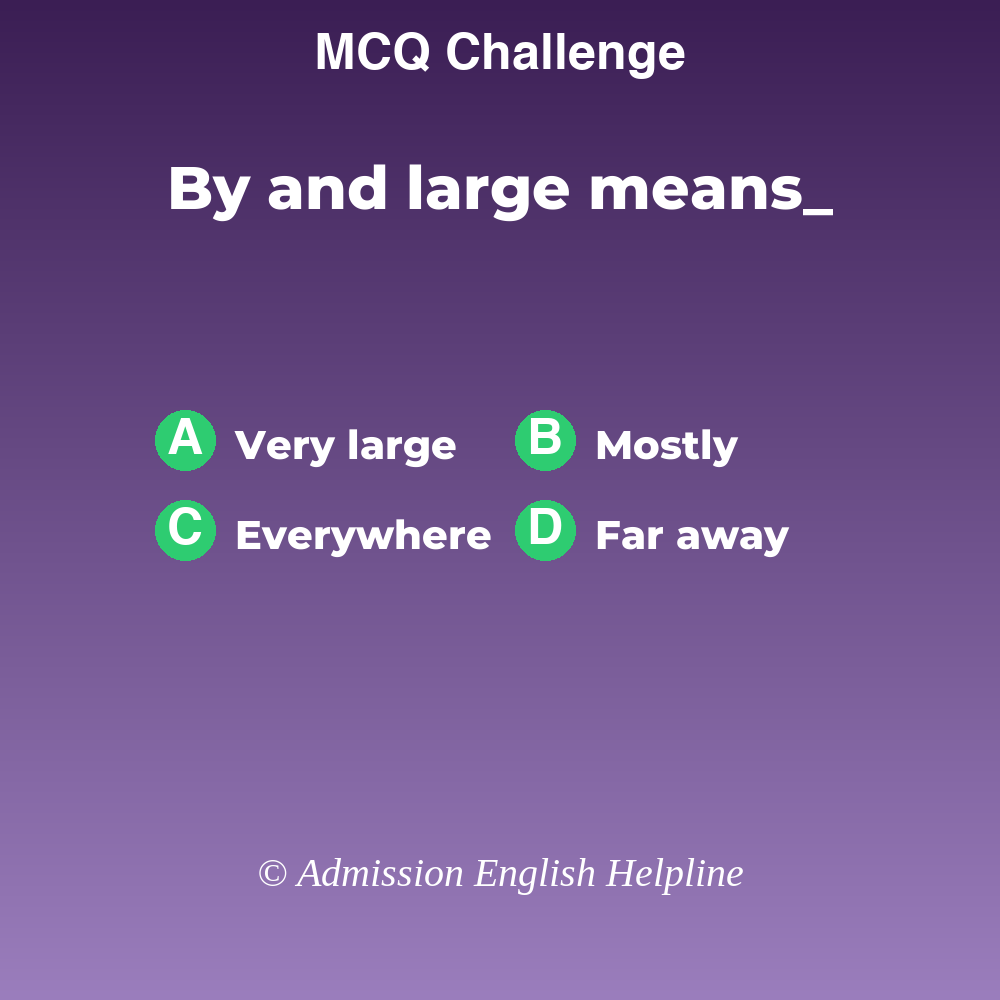 MCQ Challenge
By and large means_
A Very large B Mostly
C Everywhere D Far away
© Admission English Helpline